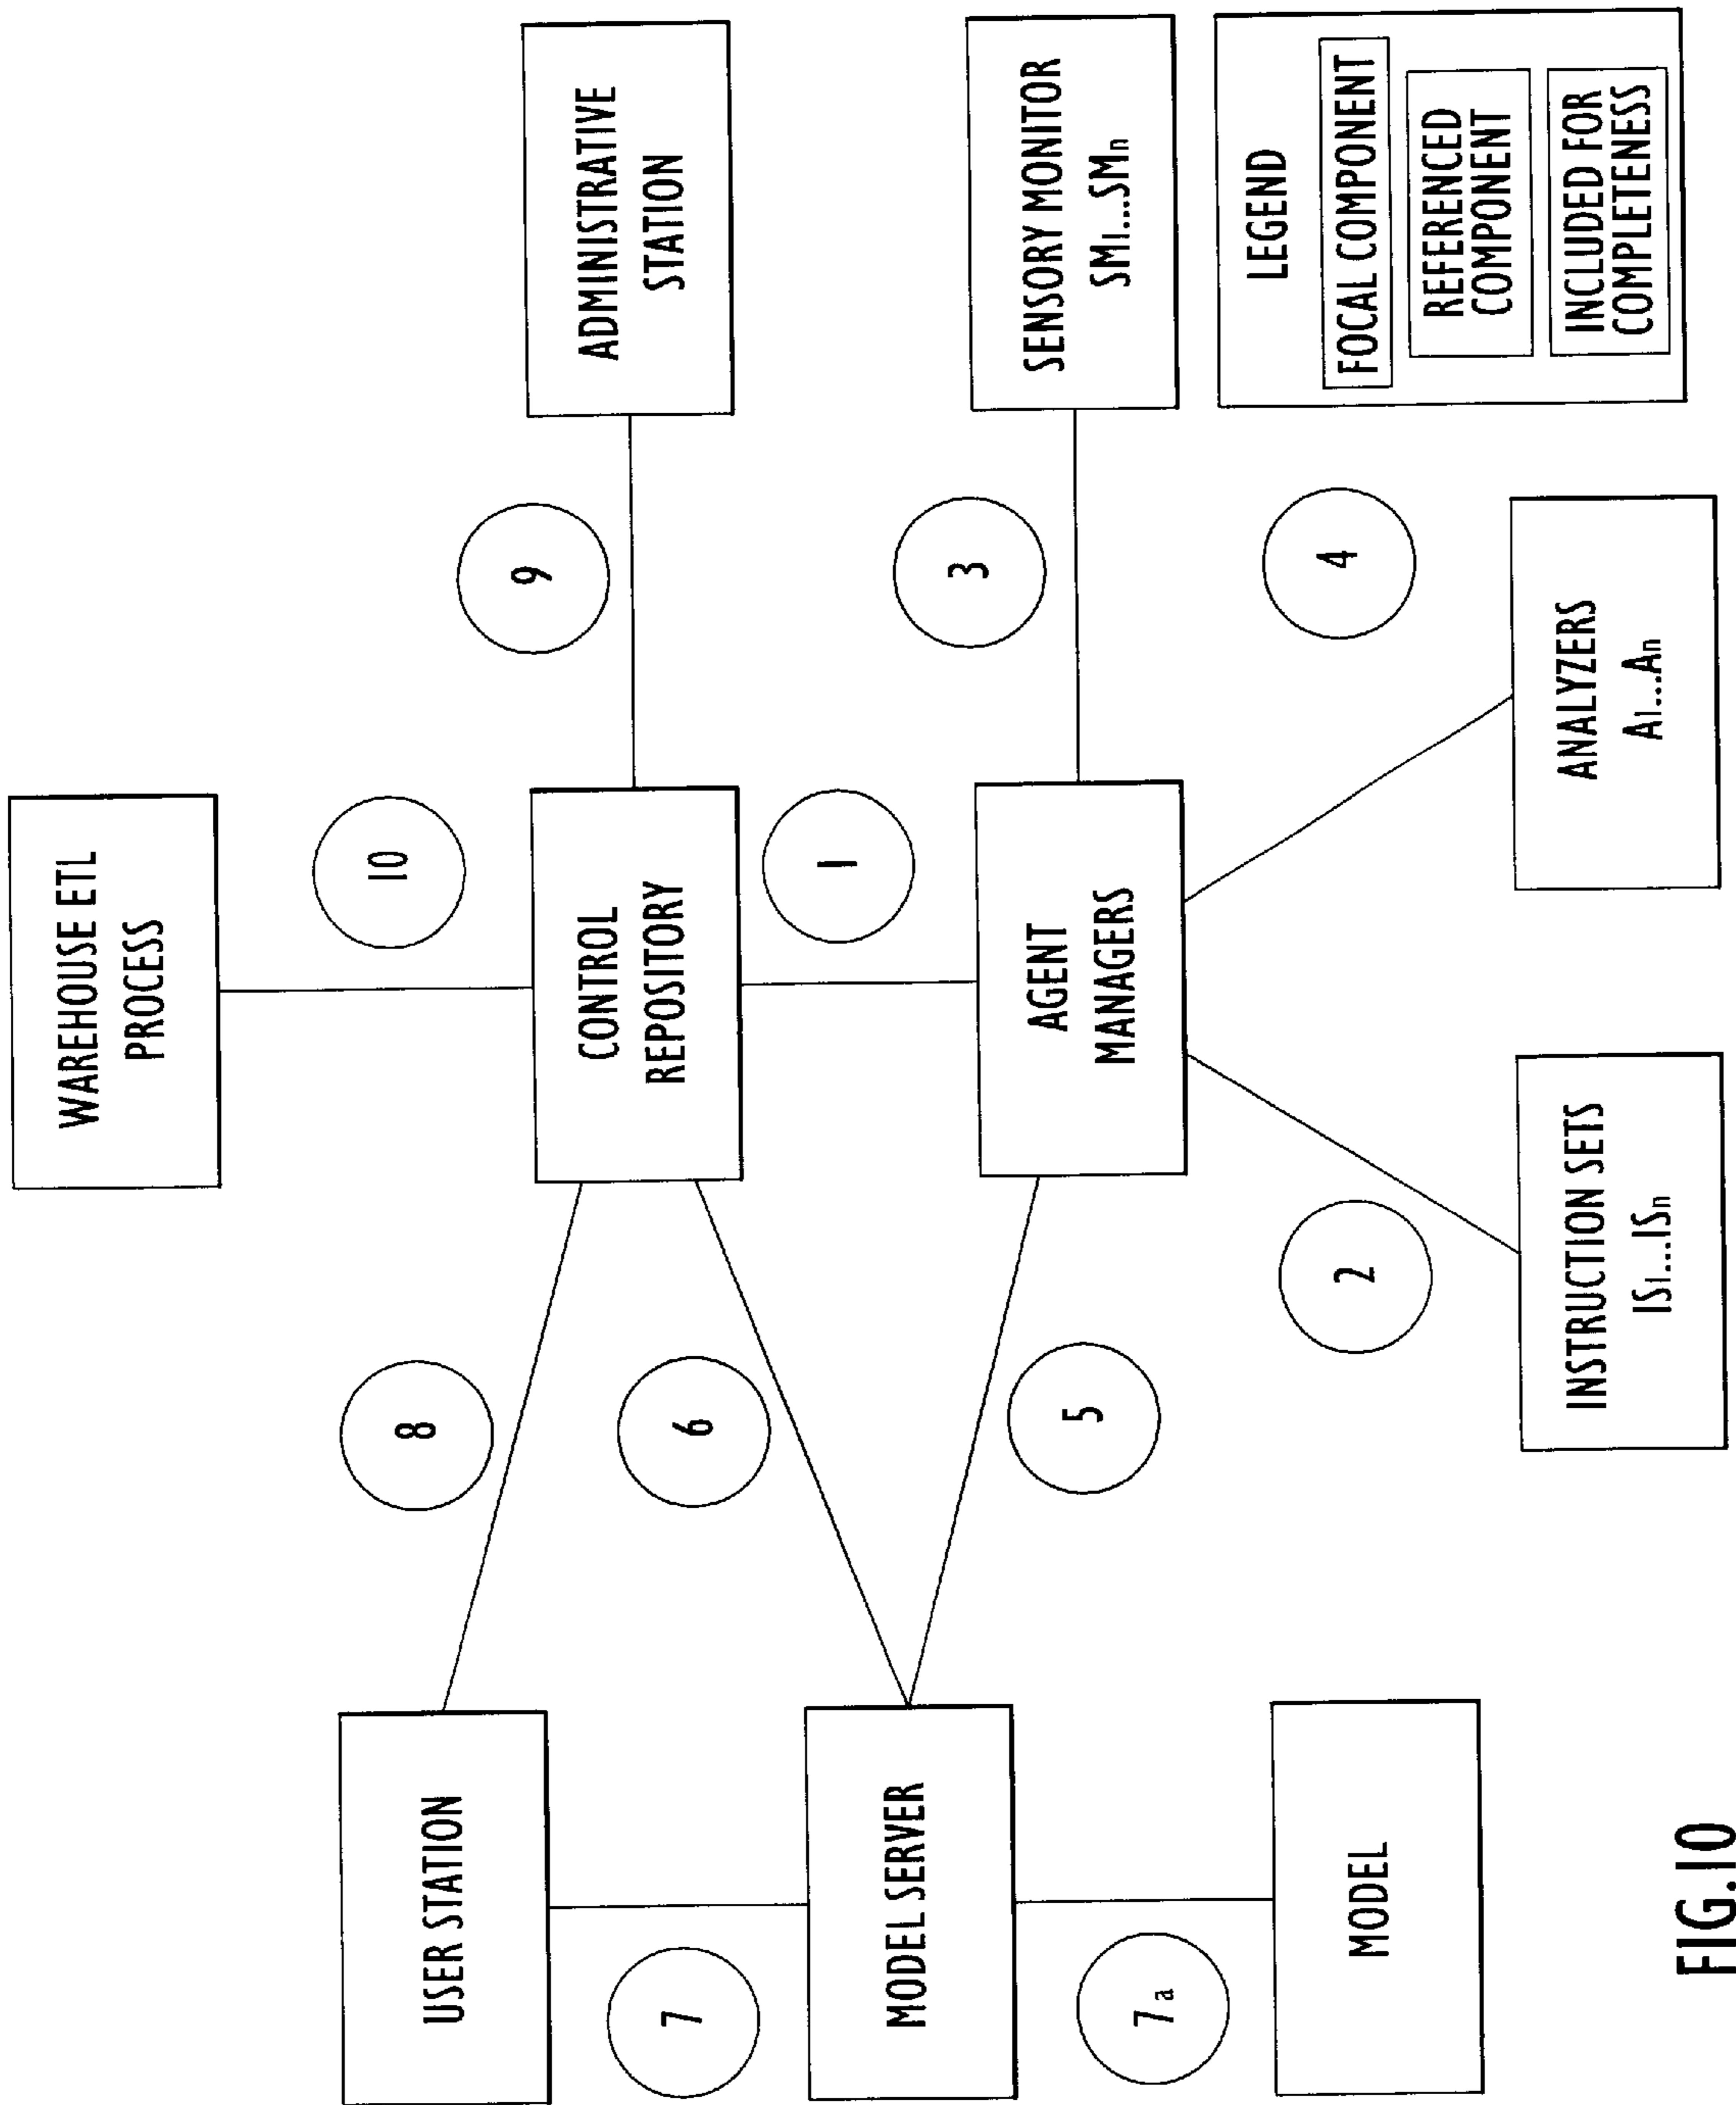 WAREHOUSE ETL
PROCESS
10
USER STATION
8
CONTROL
REPOSITORY
9
ADMINISTRATIVE
STATION
7
6
1
MODEL SERVER
5
AGENT
MANAGERS
3
SENSORY MONITOR
SM1...SMn
7a
2
4
MODEL
INSTRUCTION SETS
IS1...ISn
ANALYZERS
A1...An
LEGEND
FOCAL COMPONENT
REFERENCED
COMPONENT
INCLUDED FOR
COMPLETENESS
FIG.10